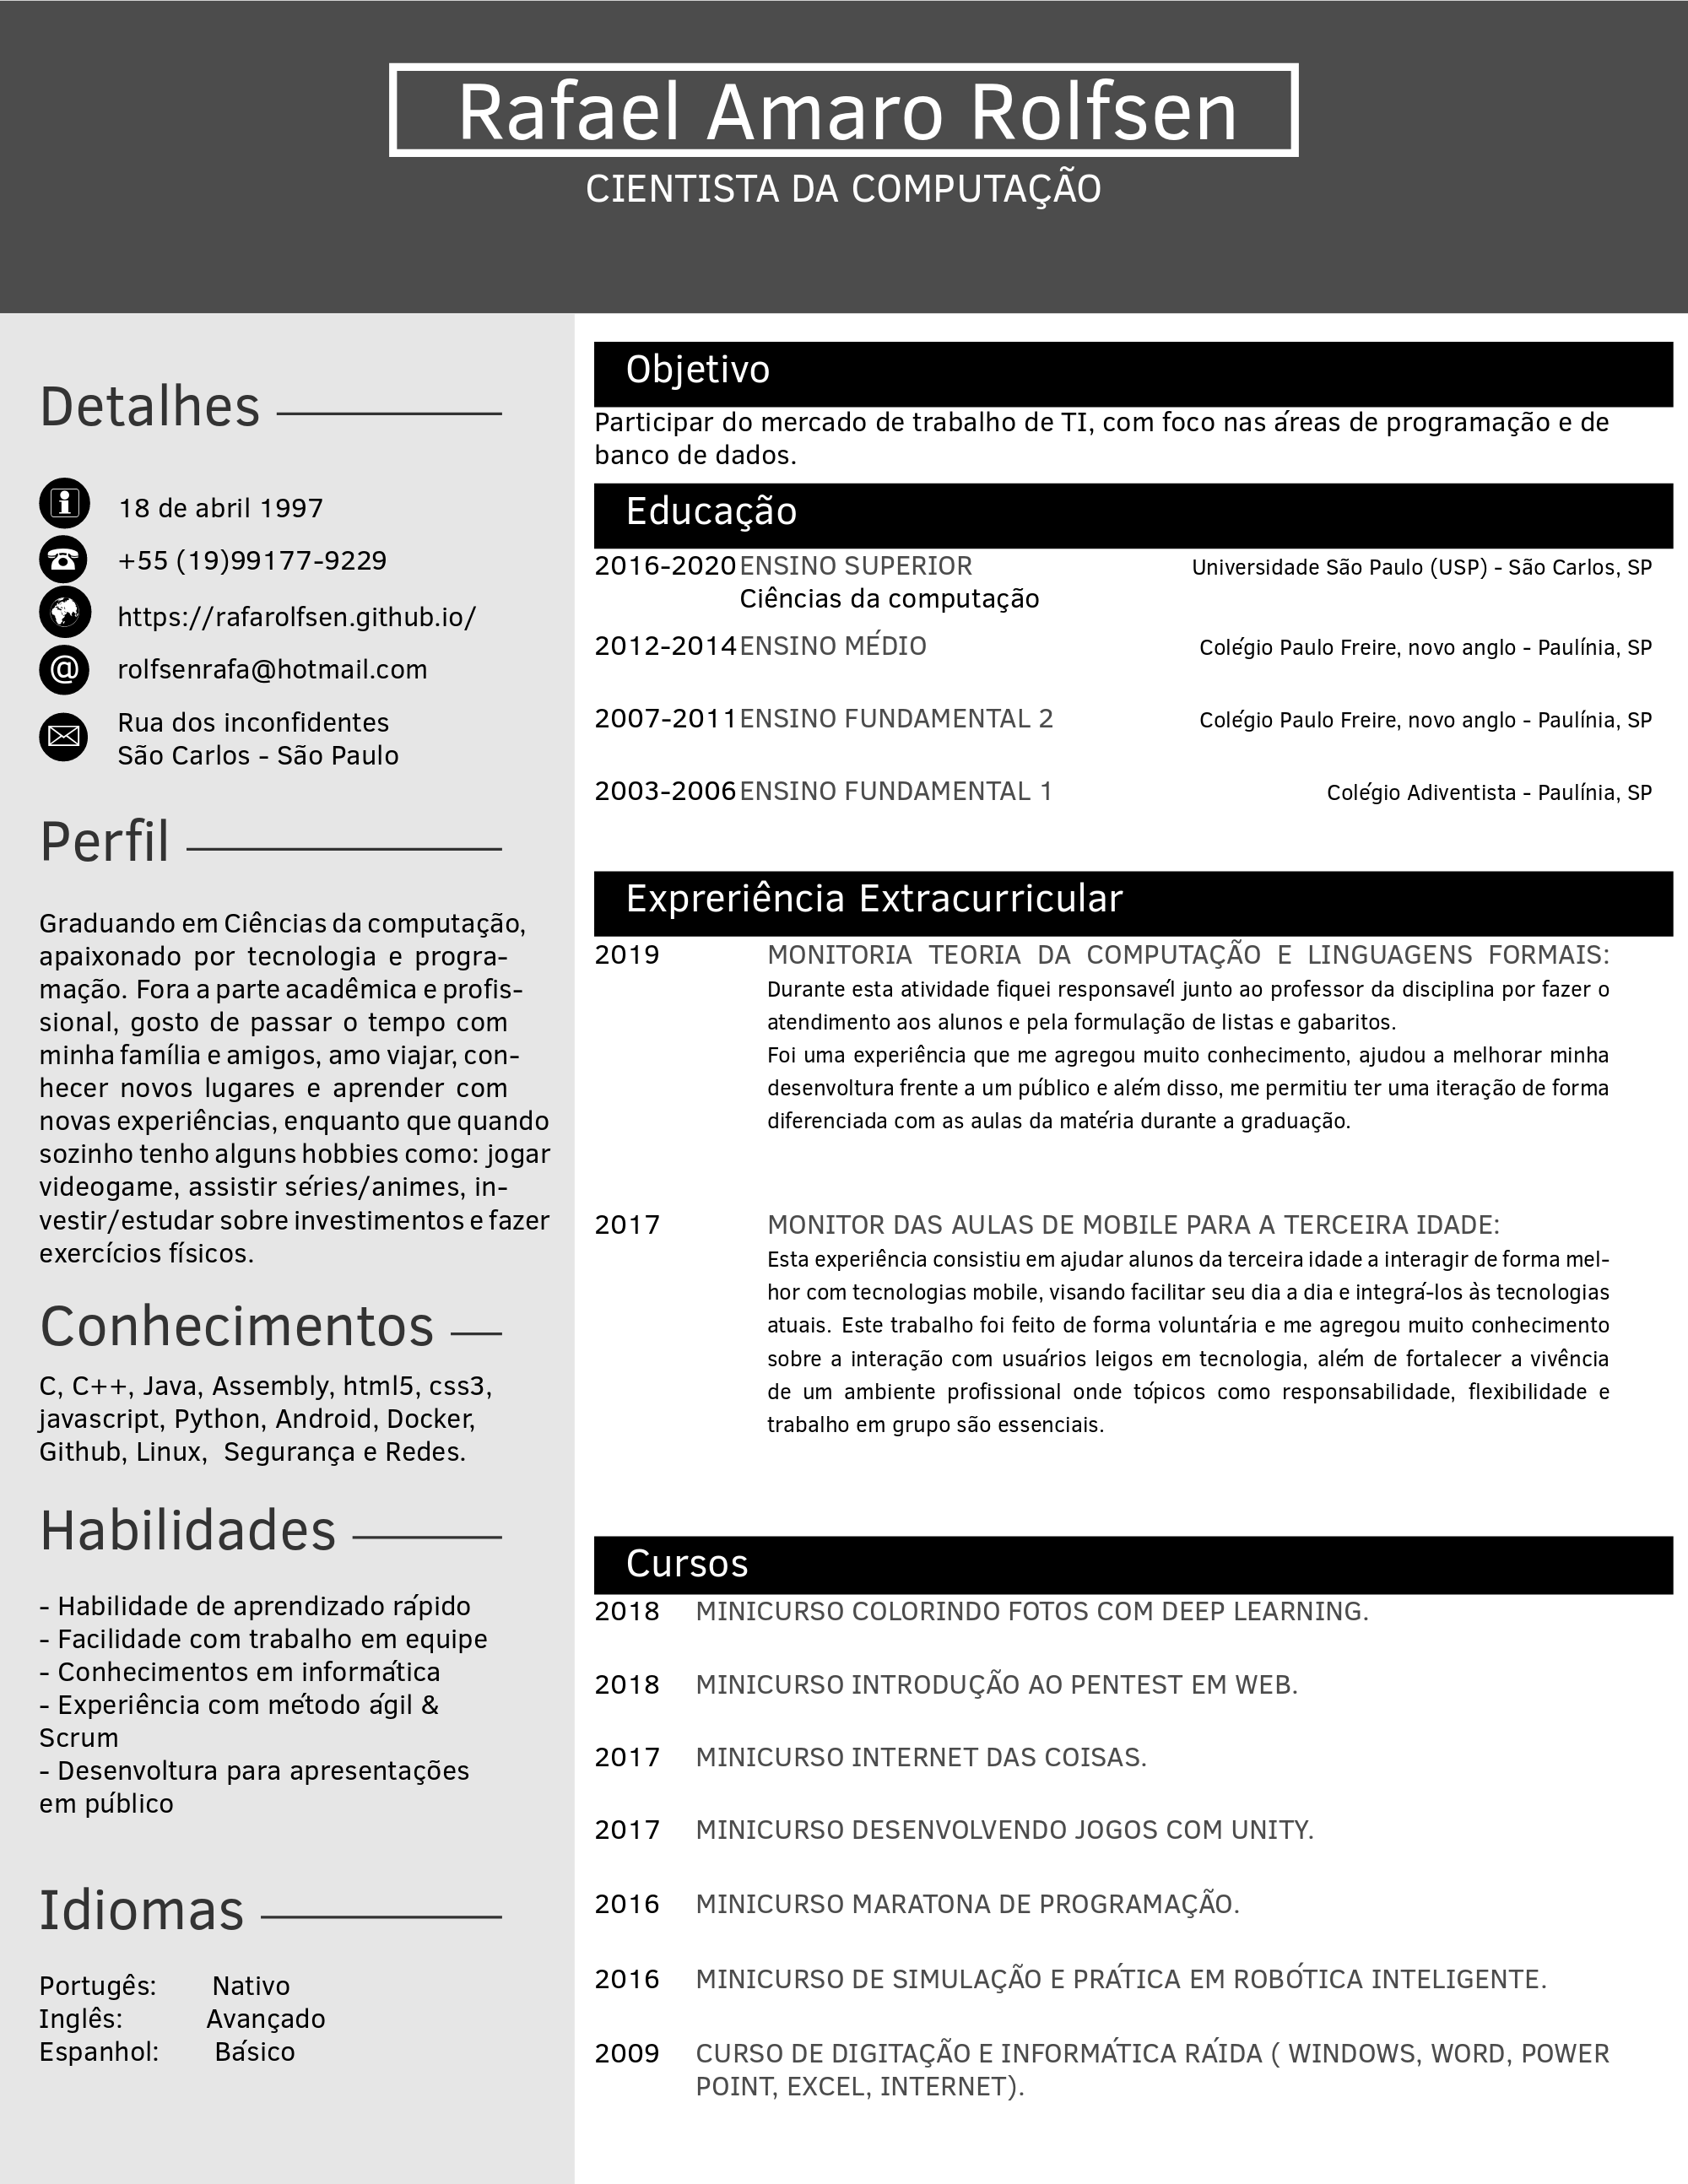 Rafael Amaro Rolfsen
CIENTISTA DA COMPUTAÇÃO
Detalhes
18 de abril 1997
+55 (19)99177-9229
https://rafarolfsen.github.io/
@
rolfsenrafa@hotmail.com
Rua dos inconfidentes
São Carlos - São Paulo
Perfil
Graduando em Ciências da computação,
apaixonado por tecnologia e progra-
mação. Fora a parte acadêmica e profis-
sional, gosto de passar o tempo com
minha família e amigos, amo viajar, con-
hecer novos lugares e aprender com
novas experiências, enquanto que quando
sozinho tenho alguns hobbies como: jogar
videogame, assistir séries/animes, in-
vestir/estudar sobre investimentos e fazer
exercícios físicos.
Conhecimentos
C, C++, Java, Assembly, html5, css3,
javascript, Python, Android, Docker,
Github, Linux, Segurança e Redes.
Habilidades
- Habilidade de aprendizado rápido
- Facilidade com trabalho em equipe
- Conhecimentos em informática
- Experiência com método ágil &
Scrum
- Desenvoltura para apresentações
em público
Idiomas
Portugês: Nativo
Inglês: Avançado
Espanhol: Básico
Objetivo
Participar do mercado de trabalho de TI, com foco nas áreas de programação e de
banco de dados.
Educação
2016-2020 ENSINO SUPERIOR Universidade São Paulo (USP) - São Carlos, SP
Ciências da computação
2012-2014 ENSINO MÉDIO Colégio Paulo Freire, novo anglo - Paulínia, SP
2007-2011 ENSINO FUNDAMENTAL 2 Colégio Paulo Freire, novo anglo - Paulínia, SP
2003-2006 ENSINO FUNDAMENTAL 1 Colégio Adiventista - Paulínia, SP
Expreriência Extracurricular
2019 MONITORIA TEORIA DA COMPUTAÇÃO E LINGUAGENS FORMAIS:
Durante esta atividade fiquei responsavél junto ao professor da disciplina por fazer o
atendimento aos alunos e pela formulação de listas e gabaritos.
Foi uma experiência que me agregou muito conhecimento, ajudou a melhorar minha
desenvoltura frente a um público e além disso, me permitiu ter uma iteração de forma
diferenciada com as aulas da matéria durante a graduação.
2017 MONITOR DAS AULAS DE MOBILE PARA A TERCEIRA IDADE:
Esta experiência consistiu em ajudar alunos da terceira idade a interagir de forma mel-
hor com tecnologias mobile, visando facilitar seu dia a dia e integrá-los às tecnologias
atuais. Este trabalho foi feito de forma voluntária e me agregou muito conhecimento
sobre a interação com usuários leigos em tecnologia, além de fortalecer a vivência
de um ambiente profissional onde tópicos como responsabilidade, flexibilidade e
trabalho em grupo são essenciais.
Cursos
2018 MINICURSO COLORINDO FOTOS COM DEEP LEARNING.
2018 MINICURSO INTRODUÇÃO AO PENTEST EM WEB.
2017 MINICURSO INTERNET DAS COISAS.
2017 MINICURSO DESENVOLVENDO JOGOS COM UNITY.
2016 MINICURSO MARATONA DE PROGRAMAÇÃO.
2016 MINICURSO DE SIMULAÇÃO E PRÁTICA EM ROBÓTICA INTELIGENTE.
2009 CURSO DE DIGITAÇÃO E INFORMÁTICA RAÍDA ( WINDOWS, WORD, POWER
POINT, EXCEL, INTERNET).